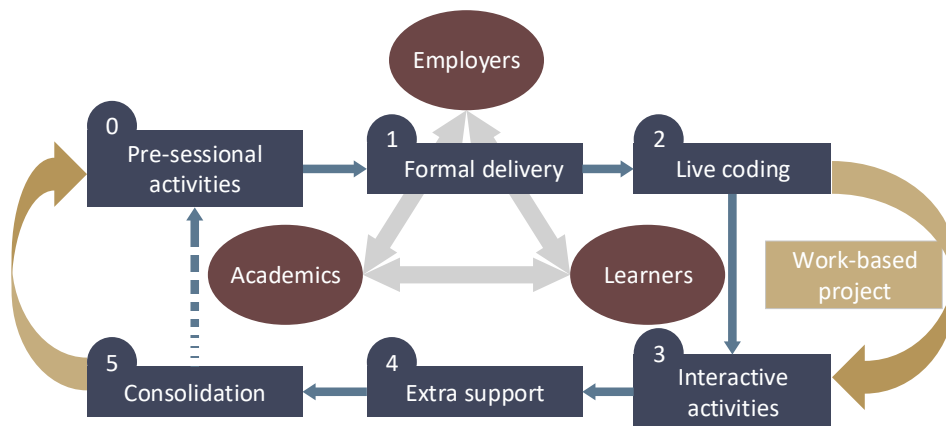 Employers
0
Pre-sessional
activities
1
Formal delivery
2
Live coding
Academics
Learners
Work-based
project
5
Consolidation
4
Extra support
3
Interactive
activities